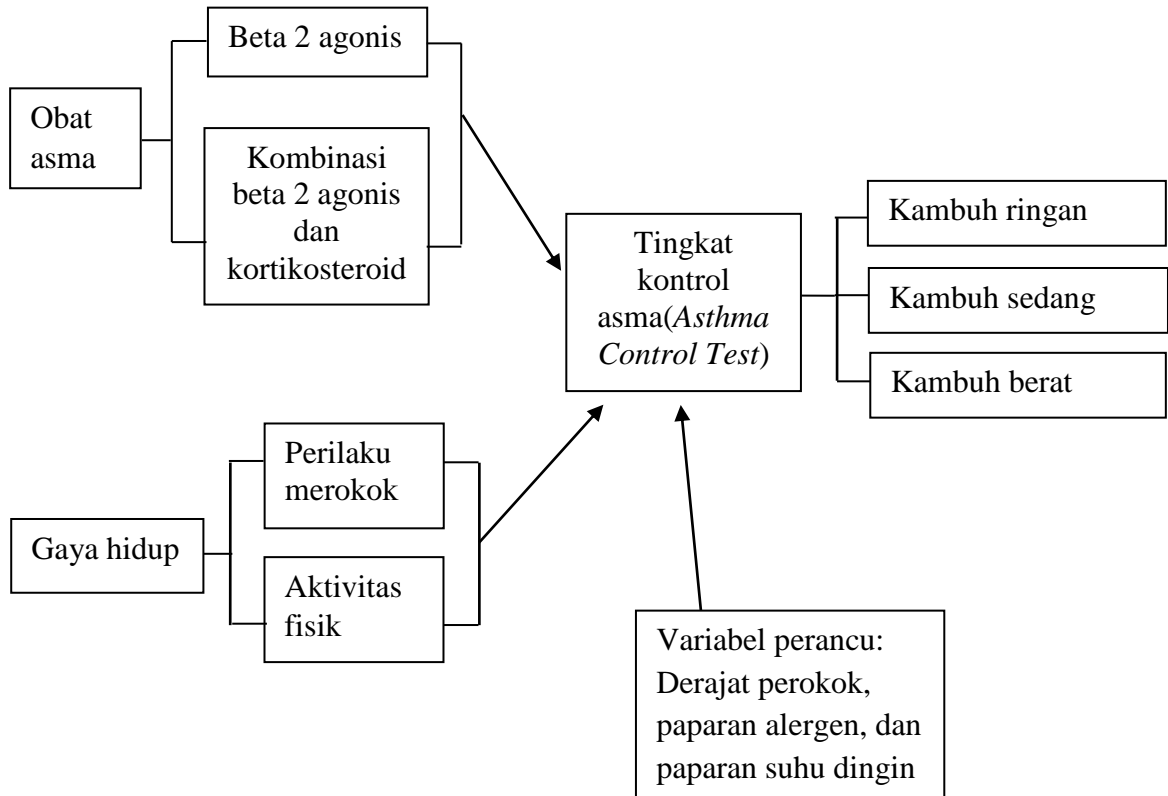 Beta 2 agonis
Obat
asma
Kombinasi
beta 2 agonis
dan
kortikosteroid
Tingkat
kontrol
asma(Asthma
Control Test)
Kambuh ringan
Kambuh sedang
Kambuh berat
Gaya hidup
Perilaku
merokok
Aktivitas
fisik
Variabel perancu:
Derajat perokok,
paparan alergen, dan
paparan suhu dingin